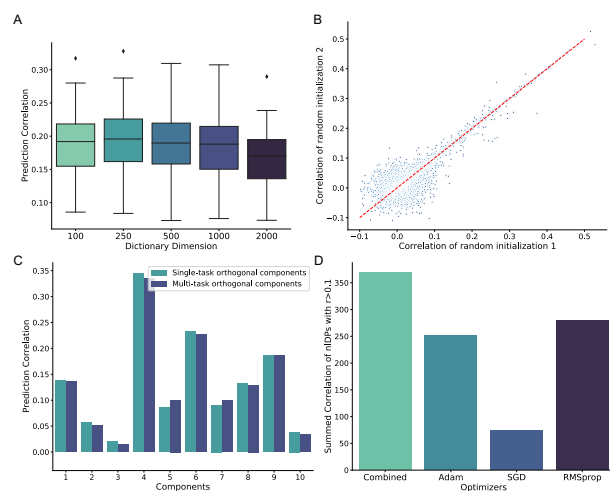 A
Prediction Correlation
0.30
0.25
0.20
0.15
0.10
100 250 500 1000 2000
Dictionary Dimension
B
Correlation of random initialization 2
0.5
0.4
0.3
0.2
0.1
0.0
−0.1
−0.1 0.0 0.1 0.2 0.3 0.4 0.5
Correlation of random initialization 1
C
Prediction Correlation
0.35
0.30
0.25
0.20
0.15
0.10
0.05
0.00
Single-task orthogonal components
Multi-task orthogonal components
1 2 3 4 5 6 7 8 9 10
Components
D
Summed Correlation of nIDPs with r>0.1
350
300
250
200
150
100
50
0
Combined Adam SGD RMSprop
Optimizers